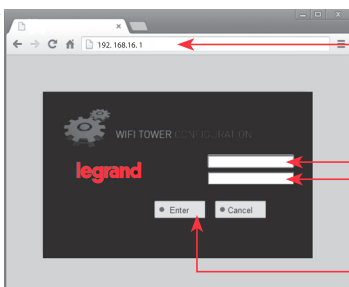 192.168.16.1
WIFI TOWER CONFIGURATION
legrand
Enter
Cancel